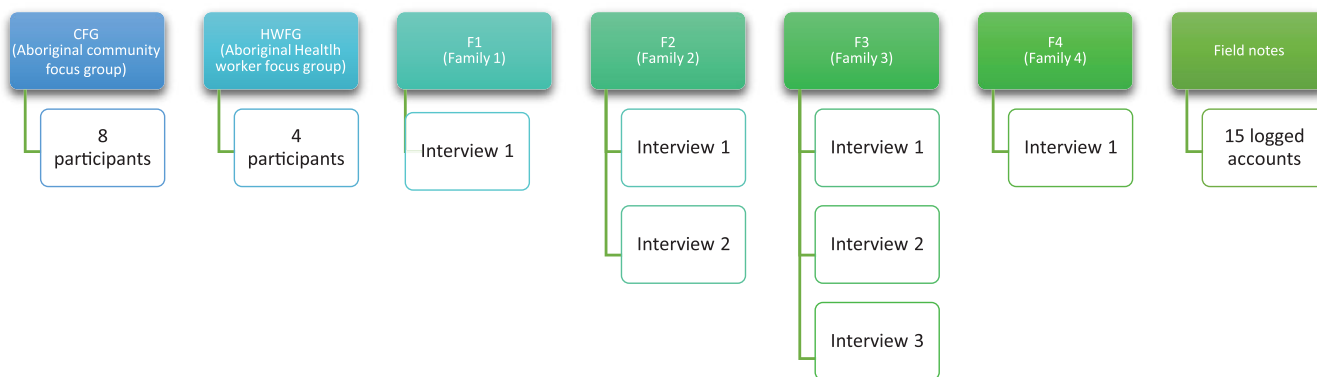 CFG
(Aboriginal community
focus group)
8
participants
HWFG
(Aboriginal Healtlh
worker focus group)
4
participants
F1
(Family 1)
Interview 1
F2
(Family 2)
Interview 1
Interview 2
F3
(Family 3)
Interview 1
Interview 2
Interview 3
F4
(Family 4)
Interview 1
Field notes
15 logged
accounts